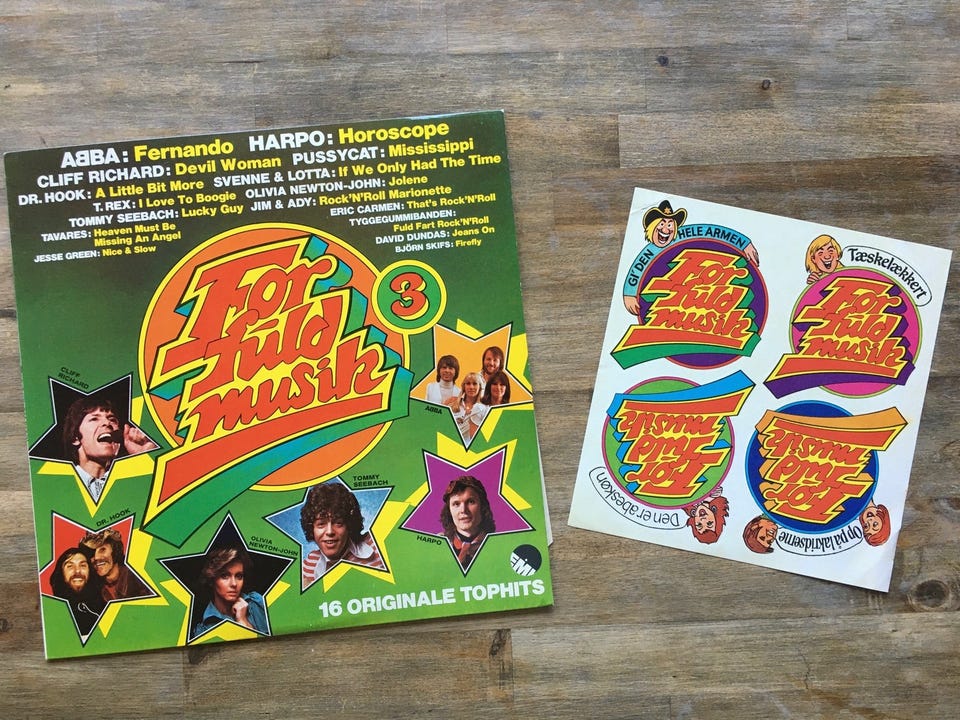 ABBA: Fernando HARPO: Horoscope
CLIFF RICHARD: Devil Woman PUSSYCAT: Mississippi
DR. HOOK: A Little Bit More SVENNE & LOTTA: If We Only Had The Time
T. REX: I Love To Boogie OLIVIA NEWTON-JOHN: Jolene
TOMMY SEEBACH: Lucky Guy JIM & ADY: Rock'N'Roll Marionette
TAVARES: Heaven Must Be
Missing An Angel
JESSE GREEN: Nice & Slow
ERIC CARMEN: That's Rock'N'Roll
TYGGEGUMMIBANDEN:
Fuld Fart Rock'N'Roll
DAVID DUNDAS: Jeans On
BJÖRN SKIFS: Firefly
For
fuld
musik
3
CLIFF
RICHARD
ABBA
DR. HOOK
OLIVIA
NEWTON-JOHN
TOMMY
SEEBACH
HARPO
EMI
16 ORIGINALE TOPHITS
GI' DEN HELE ARMEN
For
fuld
musik
Tæskelækkert
For
fuld
musik
Den er abesken
For
fuld
musik
Op på lakridserne
For
fuld
musik